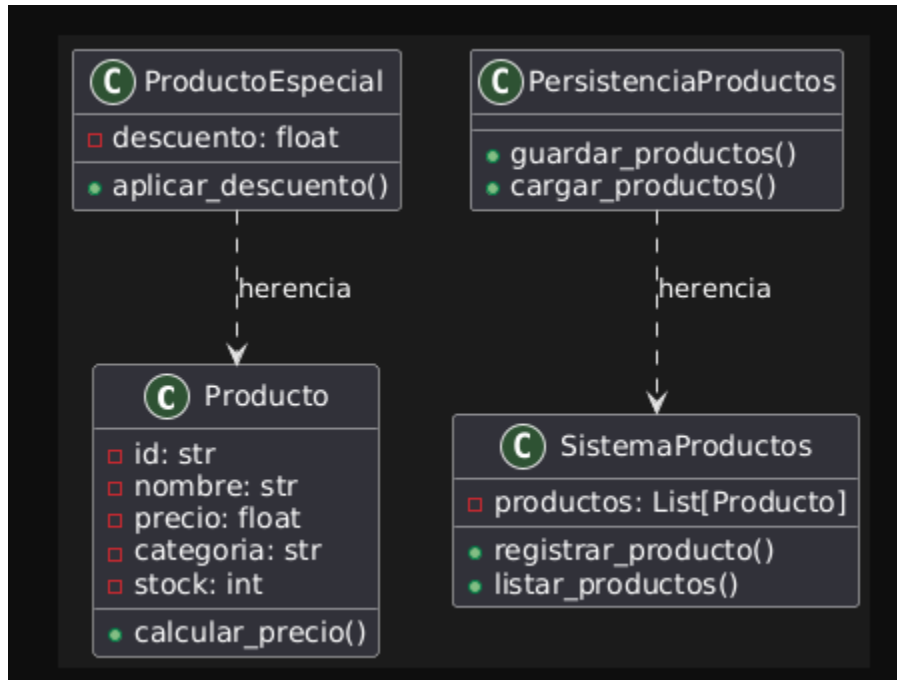 C ProductoEspecial
descuento: float
aplicar_descuento()
C PersistenciaProductos
guardar_productos()
cargar_productos()
herencia
herencia
C Producto
id: str
nombre: str
precio: float
categoria: str
stock: int
calcular_precio()
C SistemaProductos
productos: List[Producto]
registrar_producto()
listar_productos()